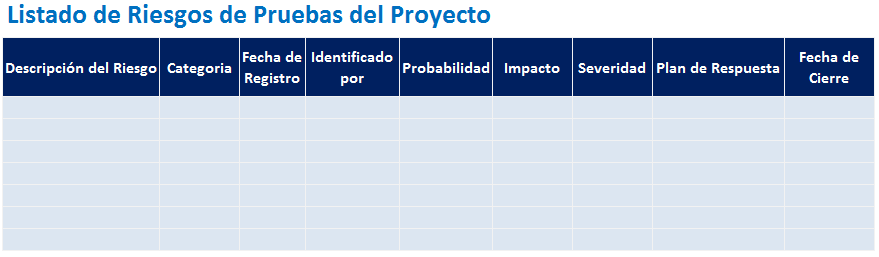 Listado de Riesgos de Pruebas del Proyecto
Descripción del Riesgo
Categoria
Fecha de
Registro
Identificado
por
Probabilidad
Impacto
Severidad
Plan de Respuesta
Fecha de
Cierre